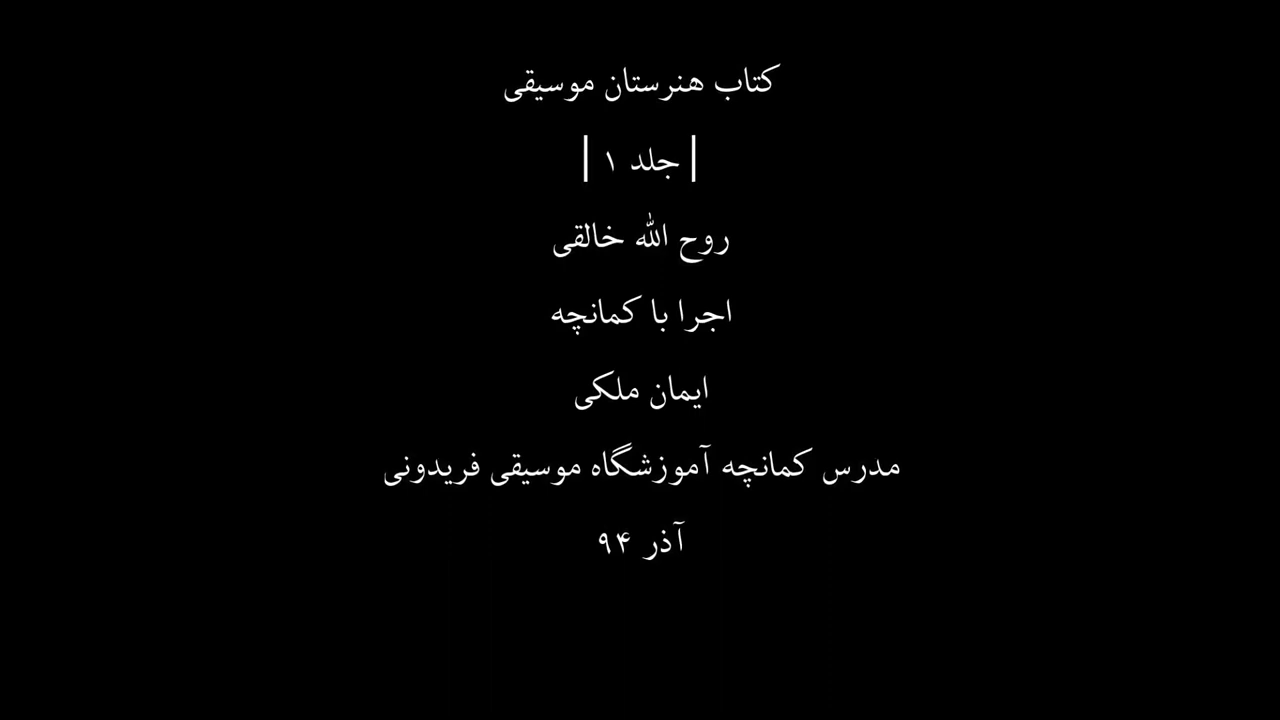 کتاب هنرستان موسیقی
| جلد ۱ |
روح الله خالقی
اجرا با کمانچه
ایمان ملکی
مدرس کمانچه آموزشگاه موسیقی فریدونی
آذر ۹۴